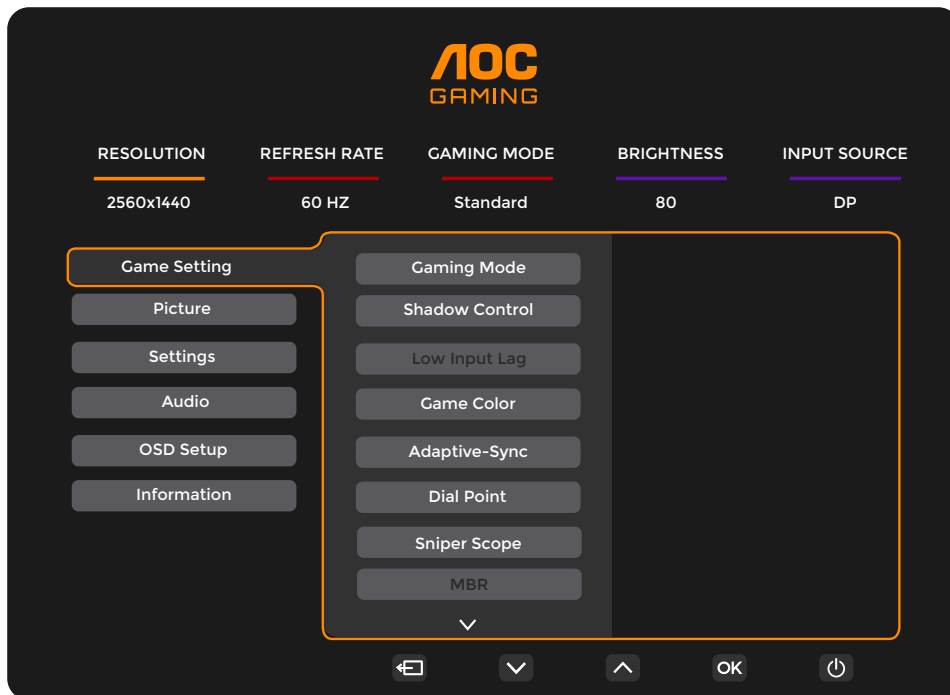 AOC
GAMING
RESOLUTION REFRESH RATE GAMING MODE BRIGHTNESS INPUT SOURCE
2560x1440 60 HZ Standard 80 DP
Game Setting
Picture
Settings
Audio
OSD Setup
Information
Gaming Mode
Shadow Control
Low Input Lag
Game Color
Adaptive-Sync
Dial Point
Sniper Scope
MBR
OK